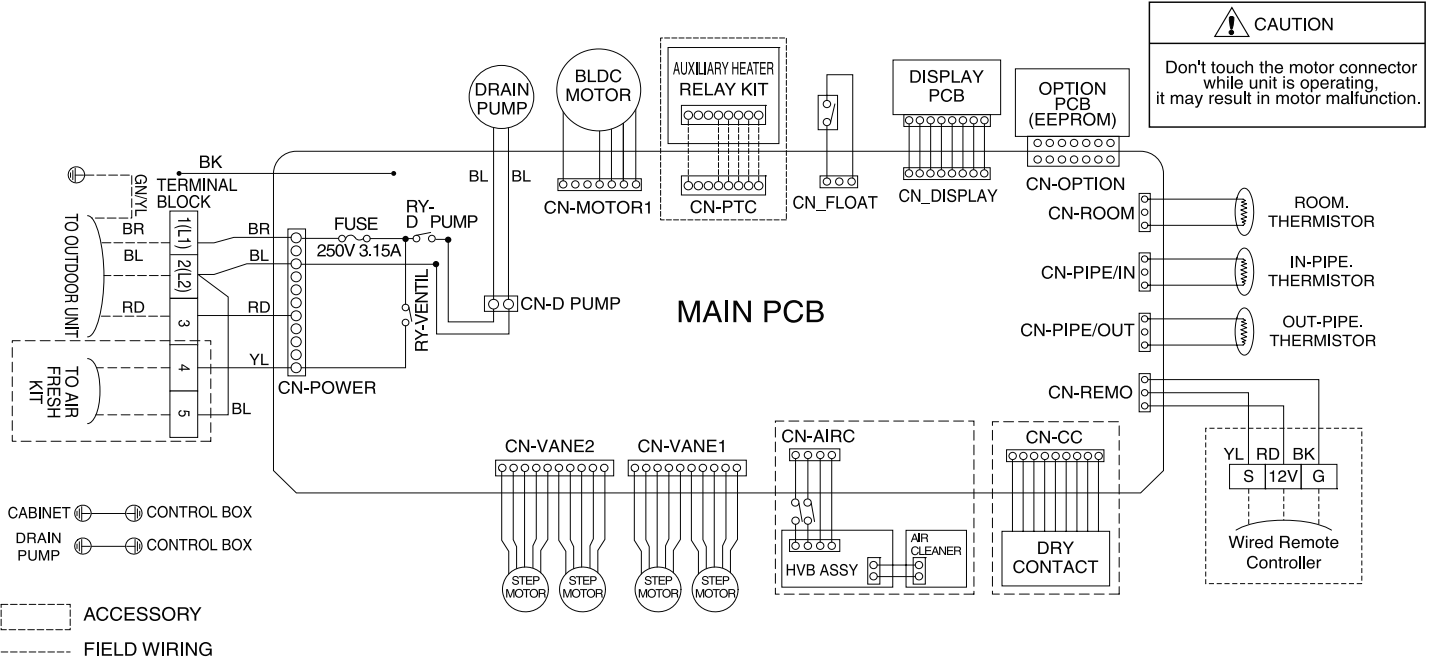 CAUTION
Don't touch the motor connector
while unit is operating,
it may result in motor malfunction.
DRAIN
PUMP
BLDC
MOTOR
AUXILIARY HEATER
RELAY KIT
DISPLAY
PCB
OPTION
PCB
(EEPROM)
BL
BL
CN-MOTOR1
CN-PTC
CN_FLOAT
CN_DISPLAY
CN-OPTION
BK
GN/YL
TERMINAL
BLOCK
TO OUTDOOR UNIT
BR
1(L1)
BR
BL
2(L2)
BL
RD
3
RD
TO AIR
FRESH
KIT
4
YL
5
BL
FUSE
250V 3.15A
RY-
D PUMP
RY-VENTIL
CN-D PUMP
CN-POWER
MAIN PCB
CN-ROOM
ROOM.
THERMISTOR
CN-PIPE/IN
IN-PIPE.
THERMISTOR
CN-PIPE/OUT
OUT-PIPE.
THERMISTOR
CN-REMO
YL RD BK
S 12V G
Wired Remote
Controller
CN-VANE2
CN-VANE1
STEP
MOTOR
STEP
MOTOR
STEP
MOTOR
STEP
MOTOR
CN-AIRC
HVB ASSY
AIR
CLEANER
CN-CC
DRY
CONTACT
CABINET
CONTROL BOX
DRAIN
PUMP
CONTROL BOX
ACCESSORY
FIELD WIRING